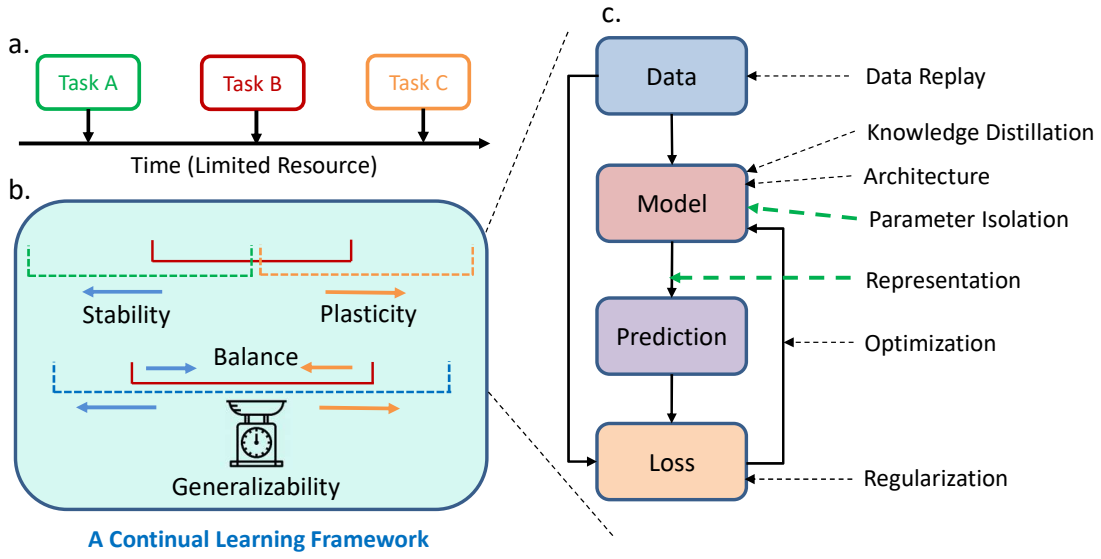 a.
Task A
Task B
Task C
Time (Limited Resource)
b.
Stability
Plasticity
Balance
Generalizability
A Continual Learning Framework
c.
Data
Data Replay
Knowledge Distillation
Architecture
Model
Parameter Isolation
Representation
Prediction
Optimization
Loss
Regularization